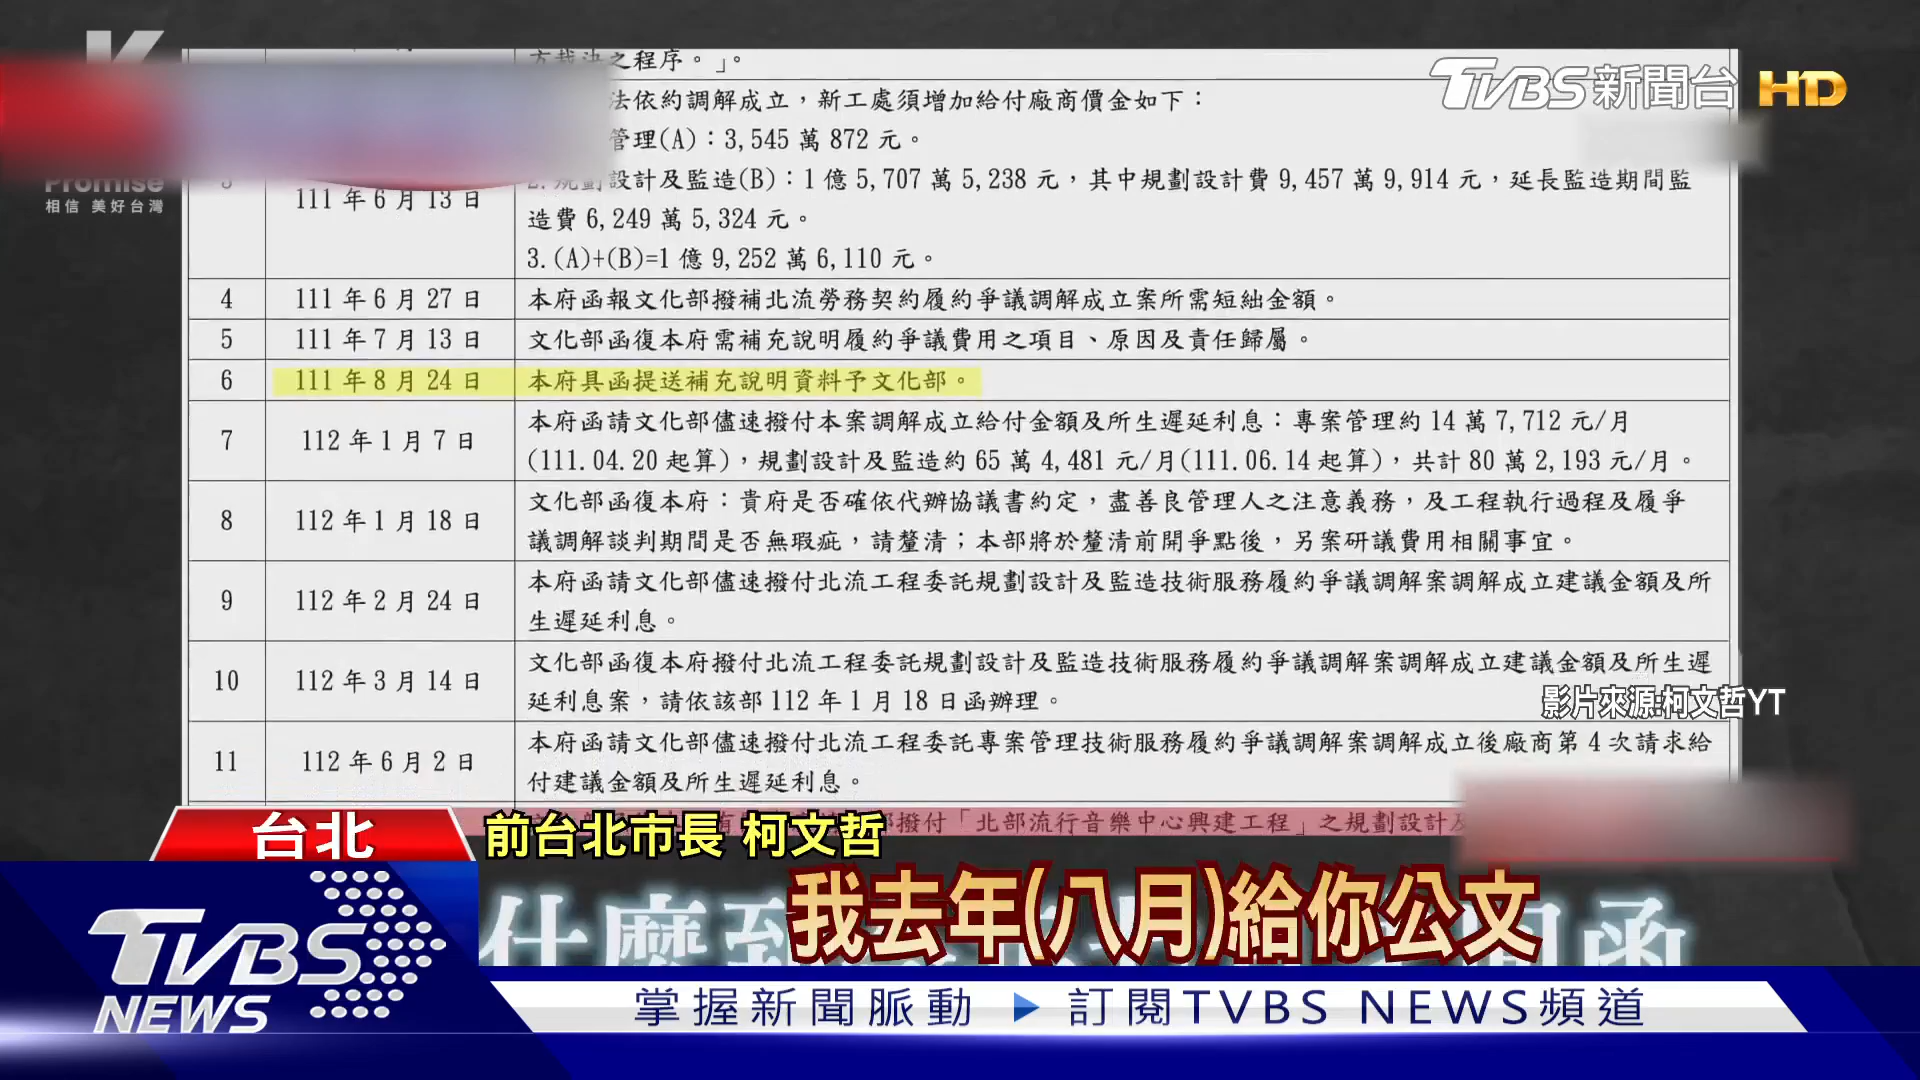 方裁決之程序。」。
法依約調解成立，新工處須增加給付廠商價金如下：
管理(A)：3,545 萬 872 元。
111 年 6 月 13 日
2.規劃設計及監造(B)：1 億 5,707 萬 5,238 元，其中規劃設計費 9,457 萬 9,914 元，延長監造期間監
造費 6,249 萬 5,324 元。
3.(A)+(B)=1 億 9,252 萬 6,110 元。
4 111 年 6 月 27 日 本府函報文化部撥補北流勞務契約履約爭議調解成立案所需短絀金額。
5 111 年 7 月 13 日 文化部函復本府需補充說明履約爭議費用之項目、原因及責任歸屬。
6 111 年 8 月 24 日 本府具函提送補充說明資料予文化部。
7 112 年 1 月 7 日 本府函請文化部儘速撥付本案調解成立給付金額及所生遲延利息：專案管理約 14 萬 7,712 元/月
(111.04.20 起算)，規劃設計及監造約 65 萬 4,481 元/月(111.06.14 起算)，共計 80 萬 2,193 元/月。
8 112 年 1 月 18 日 文化部函復本府：貴府是否確依代辦協議書約定，盡善良管理人之注意義務，及工程執行過程及履爭
議調解談判期間是否無瑕疵，請釐清；本部將於釐清前開爭點後，另案研議費用相關事宜。
9 112 年 2 月 24 日 本府函請文化部儘速撥付北流工程委託規劃設計及監造技術服務履約爭議調解案調解成立建議金額及所
生遲延利息。
10 112 年 3 月 14 日 文化部函復本府撥付北流工程委託規劃設計及監造技術服務履約爭議調解案調解成立建議金額及所生遲
延利息案，請依該部 112 年 1 月 18 日函辦理。
11 112 年 6 月 2 日 本府函請文化部儘速撥付北流工程委託專案管理技術服務履約爭議調解案調解成立後廠商第 4 次請求給
付建議金額及所生遲延利息。
撥付「北部流行音樂中心興建工程」之規劃設計及
TVBS新聞台 HD
Promise
相信 美好台灣
影片來源:柯文哲YT
台北
前台北市長 柯文哲
什麼到
函
我去年(八月)給你公文
TVBS
NEWS
掌握新聞脈動 ▶ 訂閱TVBS NEWS頻道